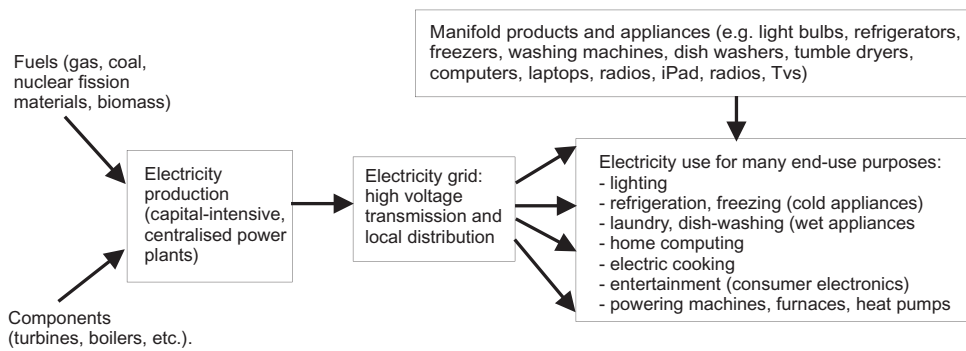 Manifold products and appliances (e.g. light bulbs, refrigerators,
freezers, washing machines, dish washers, tumble dryers,
computers, laptops, radios, iPad, radios, Tvs)
Fuels (gas, coal,
nuclear fission
materials, biomass)
Electricity
production
(capital-intensive,
centralised power
plants)
Electricity grid:
high voltage
transmission and
local distribution
Electricity use for many end-use purposes:
- lighting
- refrigeration, freezing (cold appliances)
- laundry, dish-washing (wet appliances
- home computing
- electric cooking
- entertainment (consumer electronics)
- powering machines, furnaces, heat pumps
Components
(turbines, boilers, etc.).